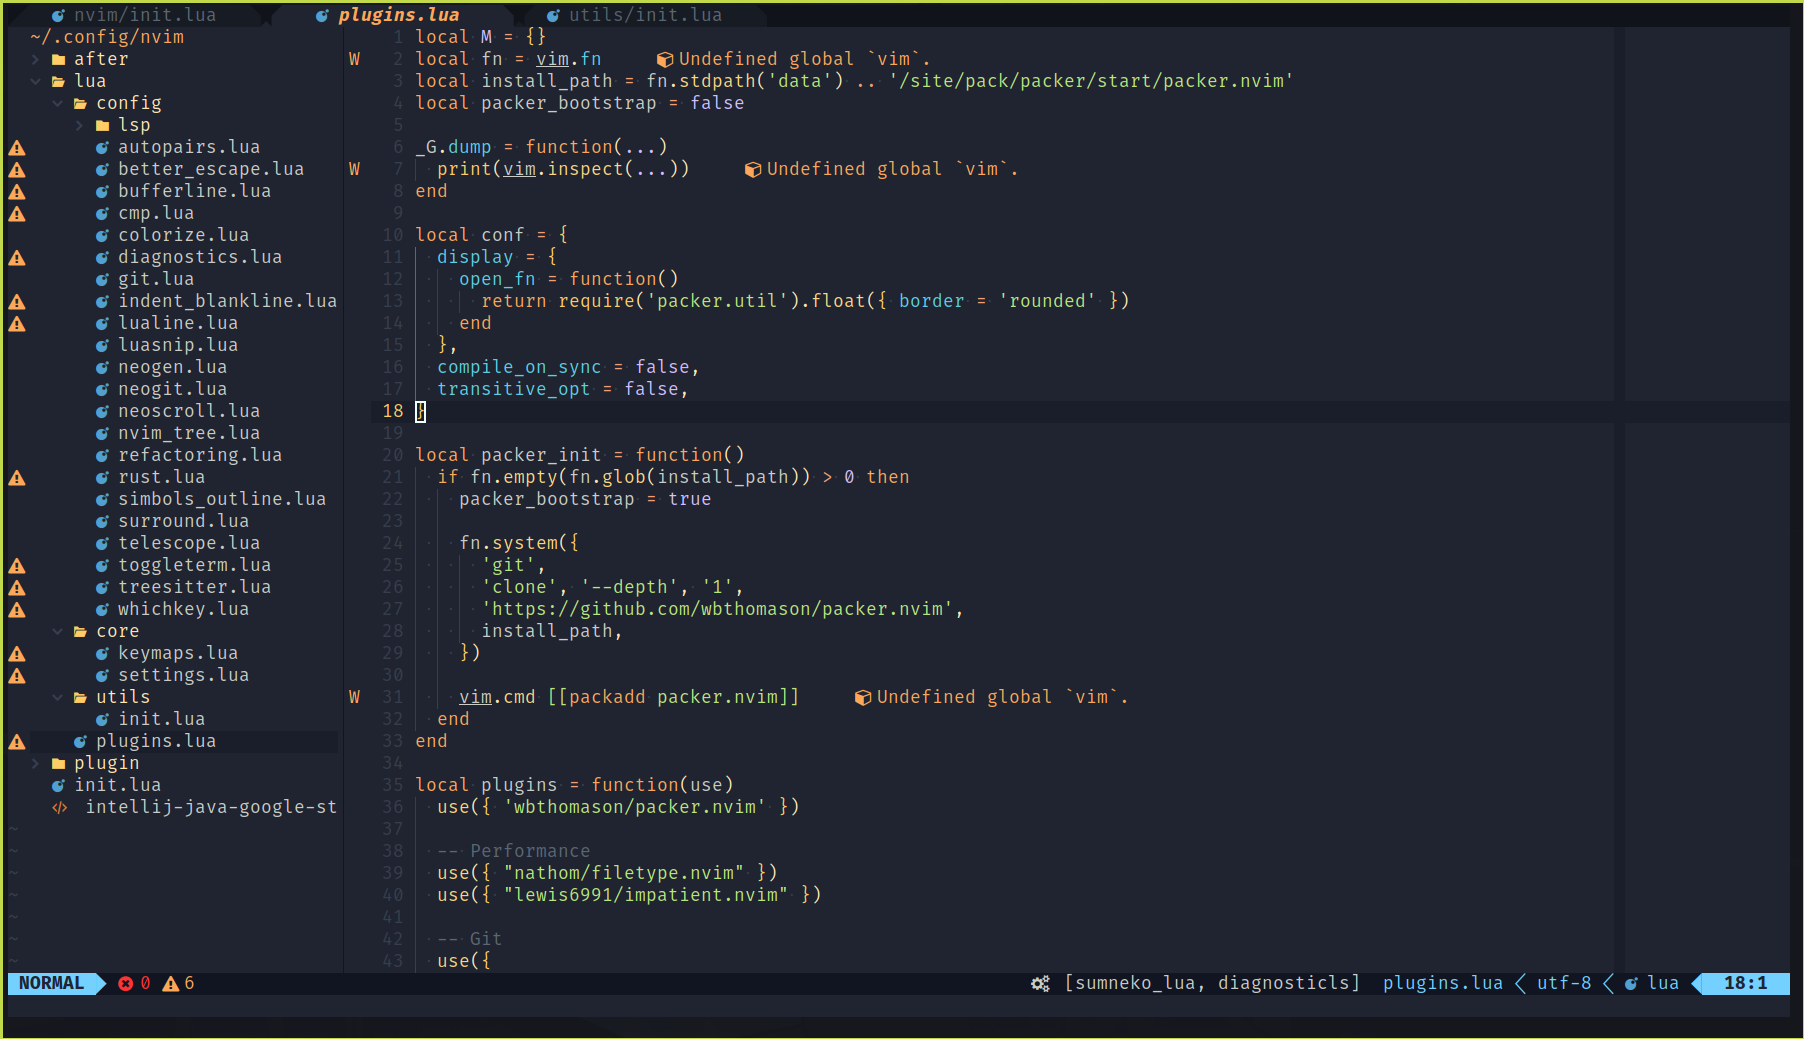 nvim/init.lua plugins.lua utils/init.lua
~/.config/nvim
after
lua
config
lsp
autopairs.lua
better_escape.lua
bufferline.lua
cmp.lua
colorize.lua
diagnostics.lua
git.lua
indent_blankline.lua
lualine.lua
luasnip.lua
neogen.lua
neogit.lua
neoscroll.lua
nvim_tree.lua
refactoring.lua
rust.lua
simbols_outline.lua
surround.lua
telescope.lua
toggleterm.lua
treesitter.lua
whichkey.lua
core
keymaps.lua
settings.lua
utils
init.lua
plugins.lua
plugin
init.lua
</> intellij-java-google-st
~
~
~
~
~
~
~
1 local M = {}
W 2 local fn = vim.fn Undefined global `vim`.
3 local install_path = fn.stdpath('data') .. '/site/pack/packer/start/packer.nvim'
4 local packer_bootstrap = false
5
6 _G.dump = function(...)
W 7 print(vim.inspect(...)) Undefined global `vim`.
8 end
9
10 local conf = {
11 display = {
12 open_fn = function()
13 return require('packer.util').float({ border = 'rounded' })
14 end
15 },
16 compile_on_sync = false,
17 transitive_opt = false,
18 }
19
20 local packer_init = function()
21 if fn.empty(fn.glob(install_path)) > 0 then
22 packer_bootstrap = true
23
24 fn.system({
25 'git',
26 'clone', '--depth', '1',
27 'https://github.com/wbthomason/packer.nvim',
28 install_path,
29 })
30
W 31 vim.cmd [[packadd packer.nvim]] Undefined global `vim`.
32 end
33 end
34
35 local plugins = function(use)
36 use({ 'wbthomason/packer.nvim' })
37
38 -- Performance
39 use({ "nathom/filetype.nvim" })
40 use({ "lewis6991/impatient.nvim" })
41
42 -- Git
43 use({
NORMAL 0 6 [sumneko_lua, diagnosticls] plugins.lua utf-8 lua 18:1